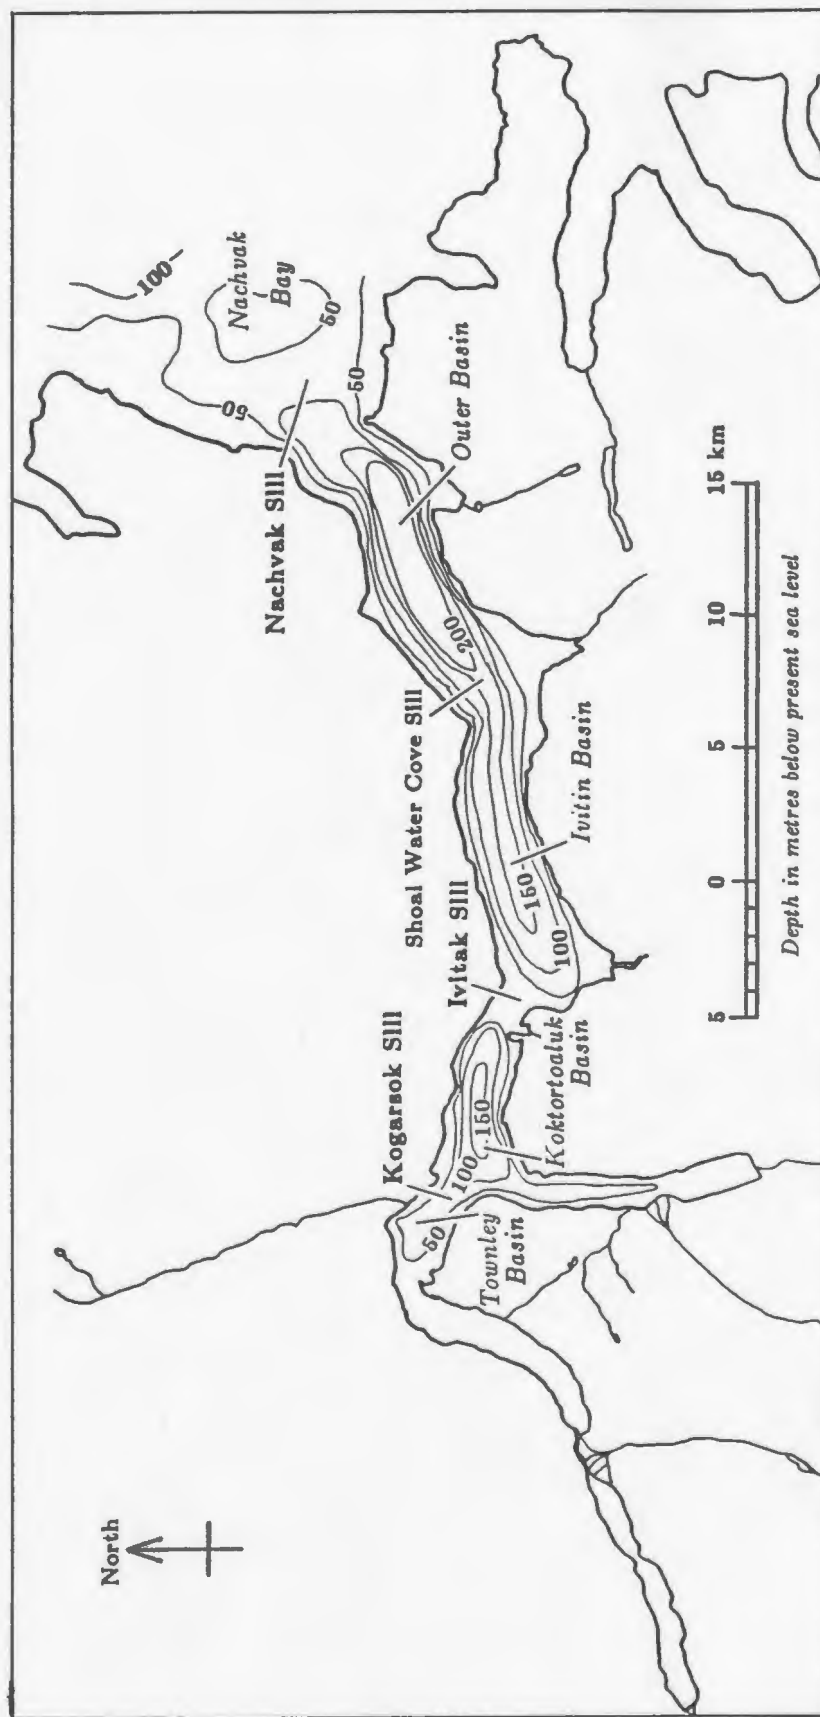 North
100
Nachvak
Bay
50
50
50
Nachvak Sill
Outer Basin
200
Shoal Water Cove Sill
Ivitin Basin
150
100
Ivitak Sill
Koktortoaluk
Basin
150
100
Kogarsok Sill
Townley
Basin
50
5 0 5 10 15 km
Depth in metres below present sea level